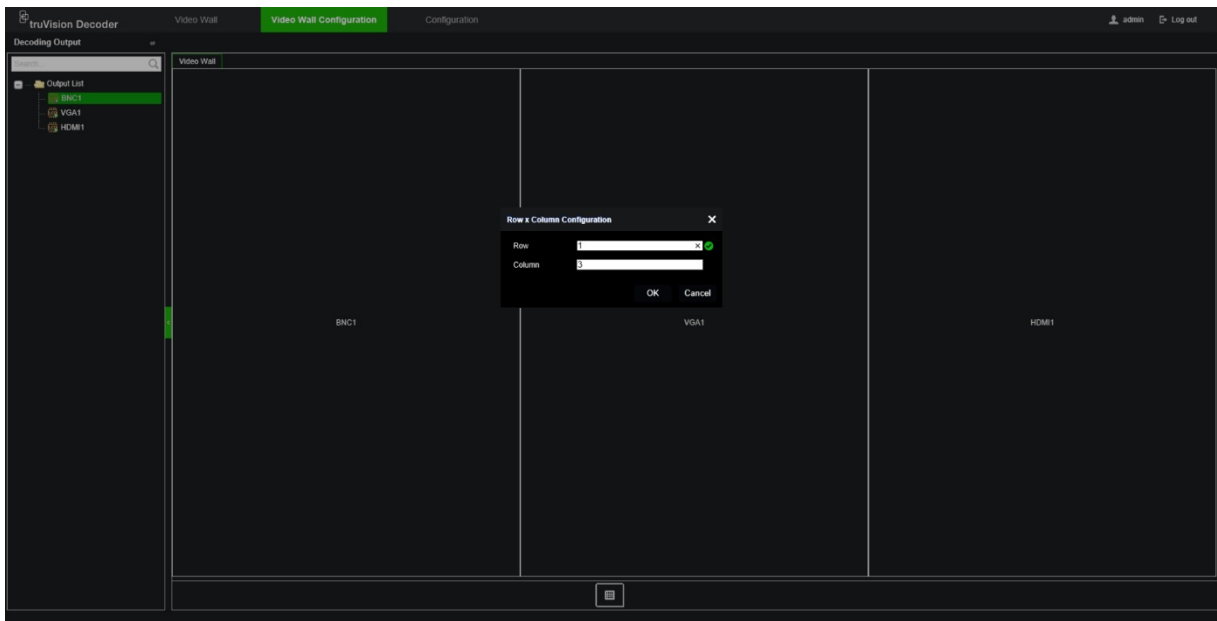 truVision Decoder
Video Wall
Video Wall Configuration
Configuration
admin
Log out
Decoding Output
Search...
Video Wall
Output List
BNC1
VGA1
HDMI1
Row x Column Configuration
Row
1
Column
3
OK
Cancel
BNC1
VGA1
HDMI1